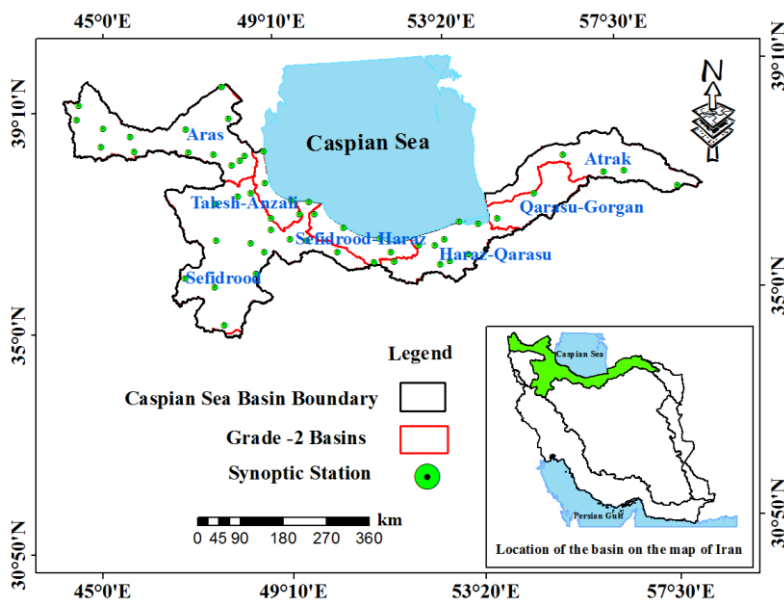 45°0'E
49°10'E
53°20'E
57°30'E
39°10'N
39°10'N
N
Caspian Sea
Aras
Atrak
Talesh-Anzali
Qarasu-Gorgan
Sefidrood-Haraz
Haraz-Qarasu
Sefidrood
35°0'N
35°0'N
Legend
Caspian Sea Basin Boundary
Grade -2 Basins
Synoptic Station
km
0 45 90 180 270 360
Caspian Sea
Persian Gulf
Location of the basin on the map of Iran
30°50'N
30°50'N
45°0'E
49°10'E
53°20'E
57°30'E